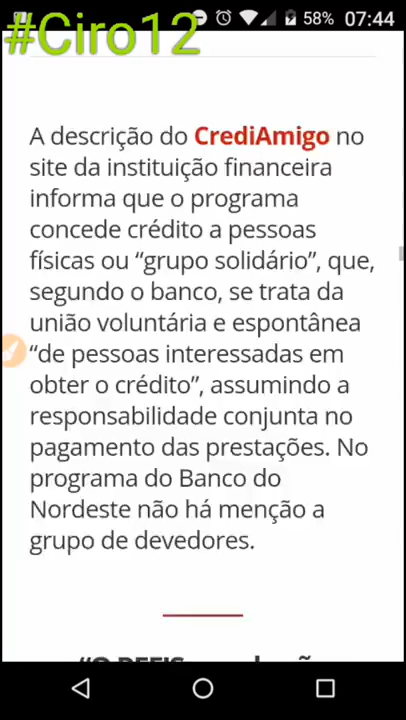 #Ciro12
58% 07:44
A descrição do CrediAmigo no
site da instituição financeira
informa que o programa
concede crédito a pessoas
físicas ou “grupo solidário”, que,
segundo o banco, se trata da
união voluntária e espontânea
“de pessoas interessadas em
obter o crédito”, assumindo a
responsabilidade conjunta no
pagamento das prestações. No
programa do Banco do
Nordeste não há menção a
grupo de devedores.